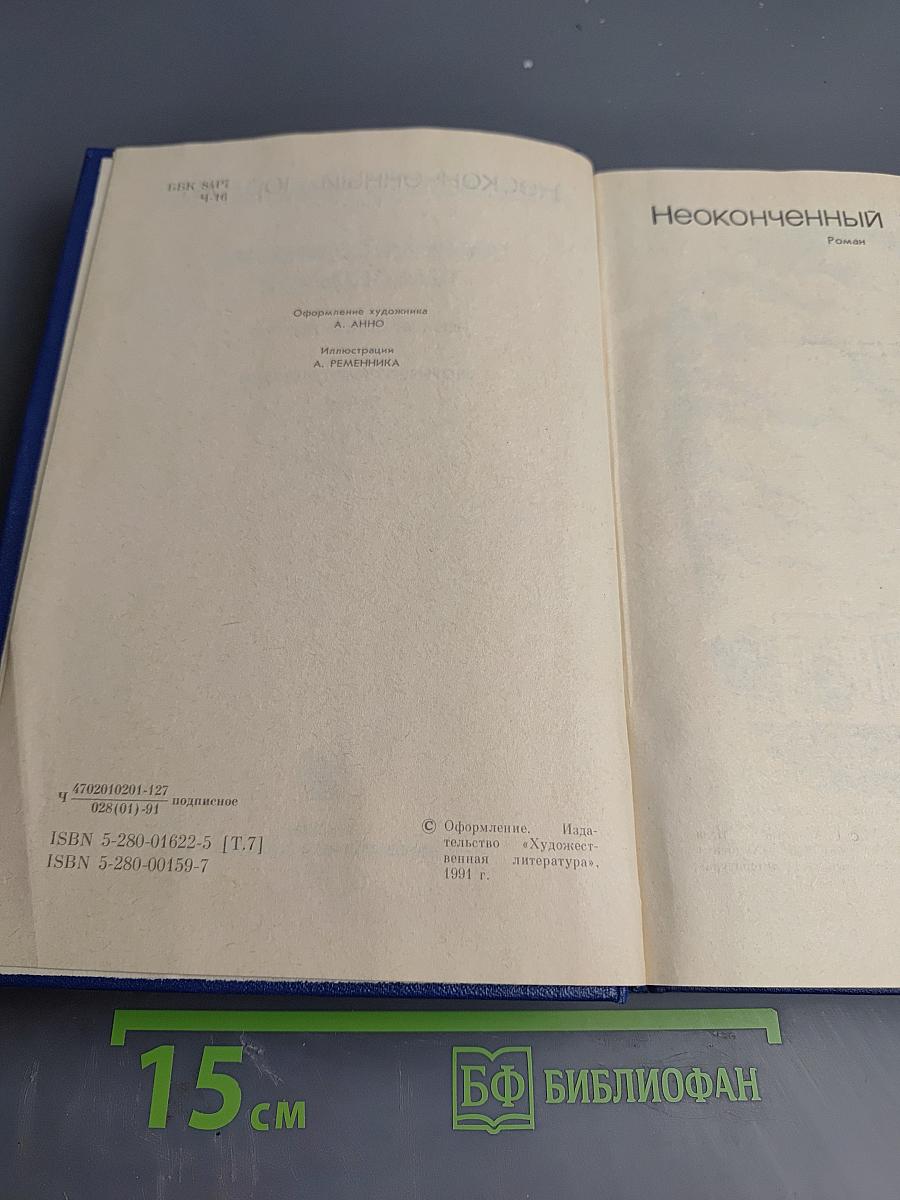 ББК 84Р7
Ч-16
Оформление художника
А. АННО
Иллюстрации
А. РЕМЕННИКА
Ч 4702010201-127
028(01)-91 подписное
ISBN 5-280-01622-5 [Т.7]
ISBN 5-280-00159-7
© Оформление. Изда-
тельство «Художест-
венная литература»,
1991 г.
Неоконченный
Роман
15 см
БФ БИБЛИОФАН